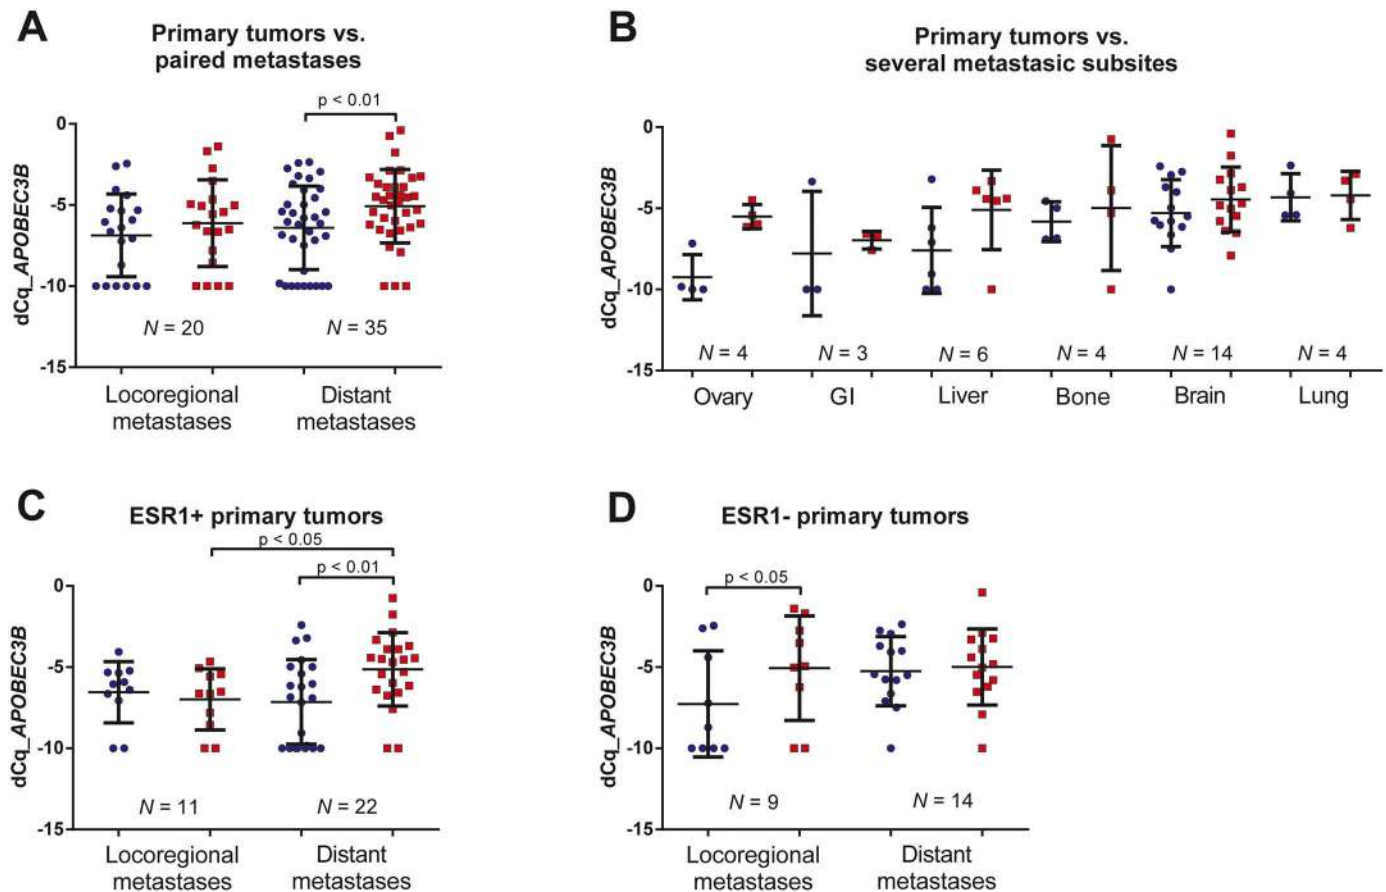 A
Primary tumors vs.
paired metastases
p < 0.01
0
-5
-10
-15
dCq_APOBEC3B
N = 20
N = 35
Locoregional
metastases
Distant
metastases
B
Primary tumors vs.
several metastasic subsites
0
-5
-10
-15
dCq_APOBEC3B
N = 4
N = 3
N = 6
N = 4
N = 14
N = 4
Ovary
GI
Liver
Bone
Brain
Lung
C
ESR1+ primary tumors
p < 0.05
p < 0.01
0
-5
-10
-15
dCq_APOBEC3B
N = 11
N = 22
Locoregional
metastases
Distant
metastases
D
ESR1- primary tumors
p < 0.05
0
-5
-10
-15
dCq_APOBEC3B
N = 9
N = 14
Locoregional
metastases
Distant
metastases